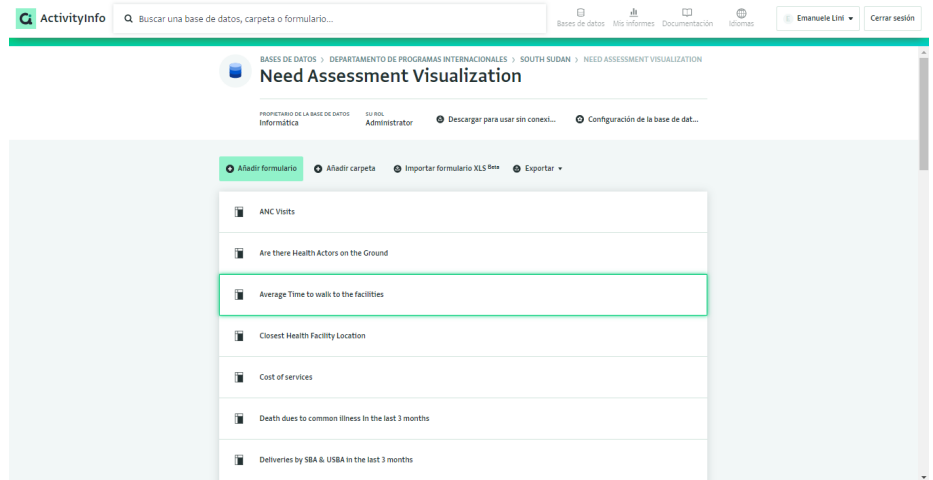 ActivityInfo
Buscar una base de datos, carpeta o formulario...
Bases de datos
Mis informes
Documentación
Idiomas
Emanuele Lini
Cerrar sesión
BASES DE DATOS > DEPARTAMENTO DE PROGRAMAS INTERNACIONALES > SOUTH SUDAN > NEED ASSESSMENT VISUALIZATION
Need Assessment Visualization
PROPIETARIO DE LA BASE DE DATOS
Informática
SU ROL
Administrator
Descargar para usar sin conexi...
Configuración de la base de dat...
Añadir formulario
Añadir carpeta
Importar formulario XLS Beta
Exportar
ANC Visits
Are there Health Actors on the Ground
Average Time to walk to the facilities
Closest Health Facility Location
Cost of services
Death dues to common illness In the last 3 months
Deliveries by SBA & USBA in the last 3 months